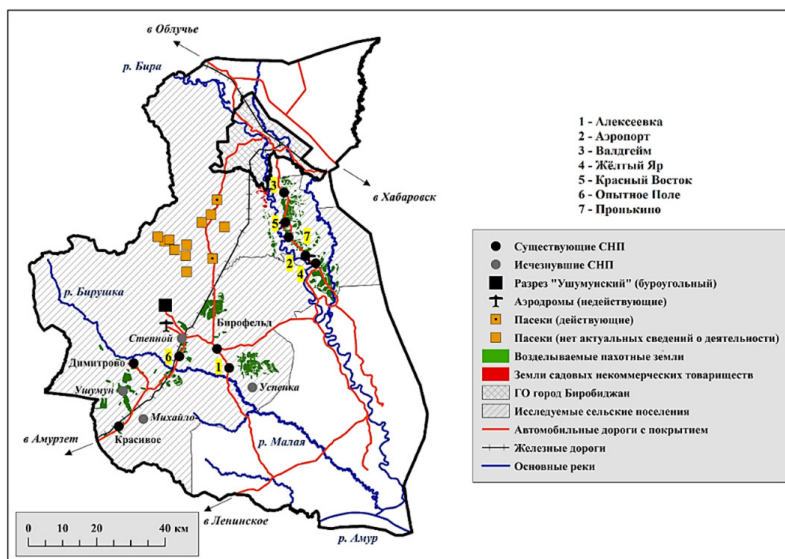 в Облучье
р. Бира
1 - Алексеевка
2 - Аэропорт
3 - Валдгейм
4 - Жёлтый Яр
5 - Красный Восток
6 - Опытное Поле
7 - Пронькино
в Хабаровск
3
5
7
2
4
р. Бирушка
Степной
Бирофельд
6
Димитрово
1
Ушумун
Успенка
Михайло
Красивое
р. Малая
в Амурзет
в Ленинское
р. Амур
Существующие СНП
Исчезнувшие СНП
Разрез "Ушумунский" (буроугольный)
Аэродромы (недействующие)
Пасеки (действующие)
Пасеки (нет актуальных сведений о деятельности)
Возделываемые пахотные земли
Земли садовых некоммерческих товариществ
ГО город Биробиджан
Исследуемые сельские поселения
Автомобильные дороги с покрытием
Железные дороги
Основные реки
0 10 20 40 км